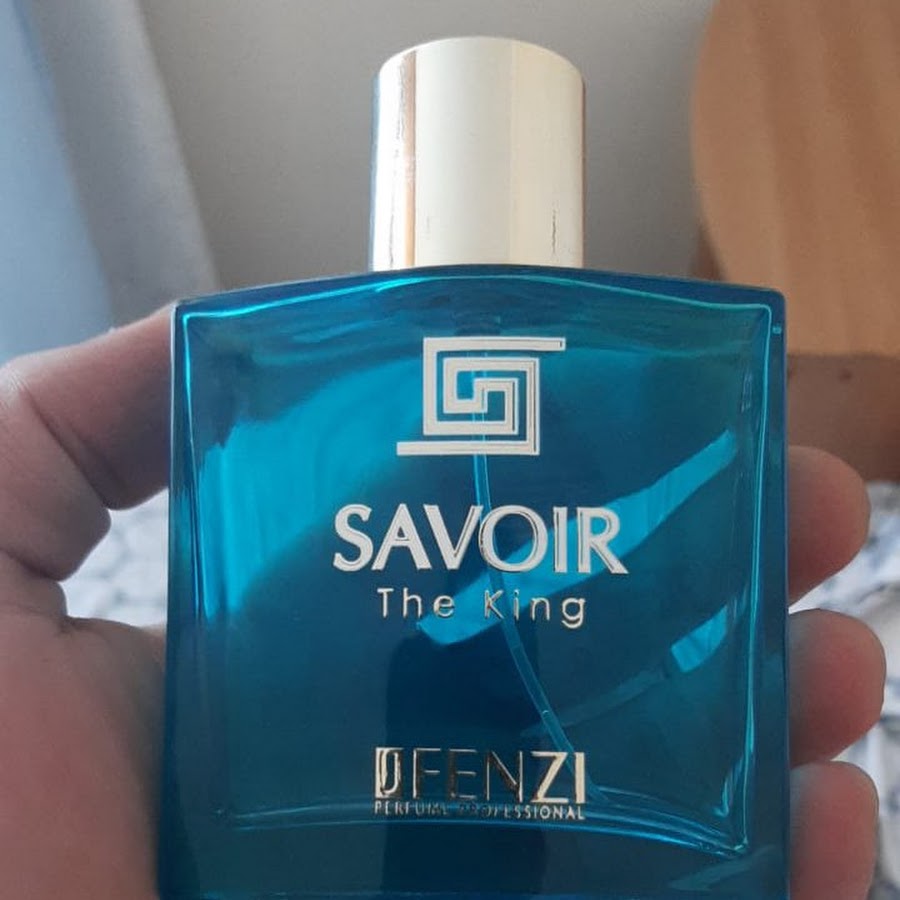 SAVOIR
The King
JFENZI
PERFUME PROFESSIONAL